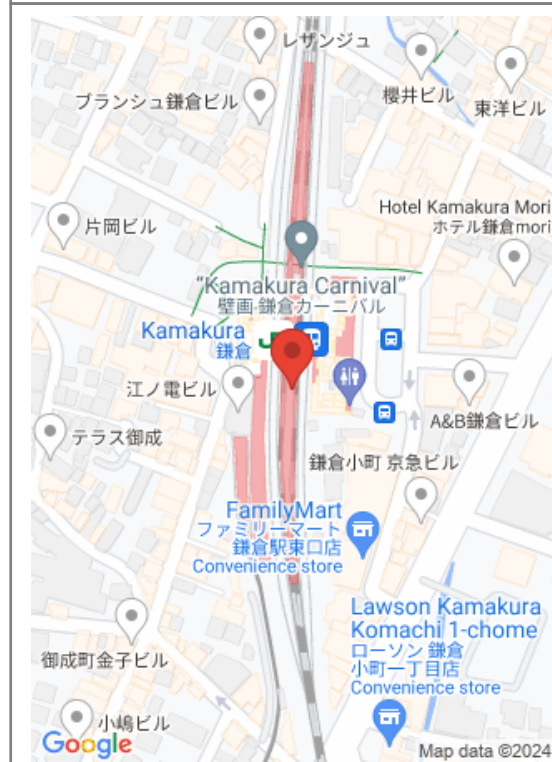 レザンジュ
ブランシュ鎌倉ビル
櫻井ビル
東洋ビル
片岡ビル
Hotel Kamakura Mori
ホテル鎌倉mori
“Kamakura Carnival”
壁画 鎌倉カーニバル
Kamakura
鎌倉
江ノ電ビル
A&B鎌倉ビル
テラス御成
鎌倉小町 京急ビル
FamilyMart
ファミリーマート
鎌倉駅東口店
Convenience store
Lawson Kamakura
Komachi 1-chome
ローソン 鎌倉
小町一丁目店
Convenience store
御成町金子ビル
小嶋ビル
Google
Map data ©2024